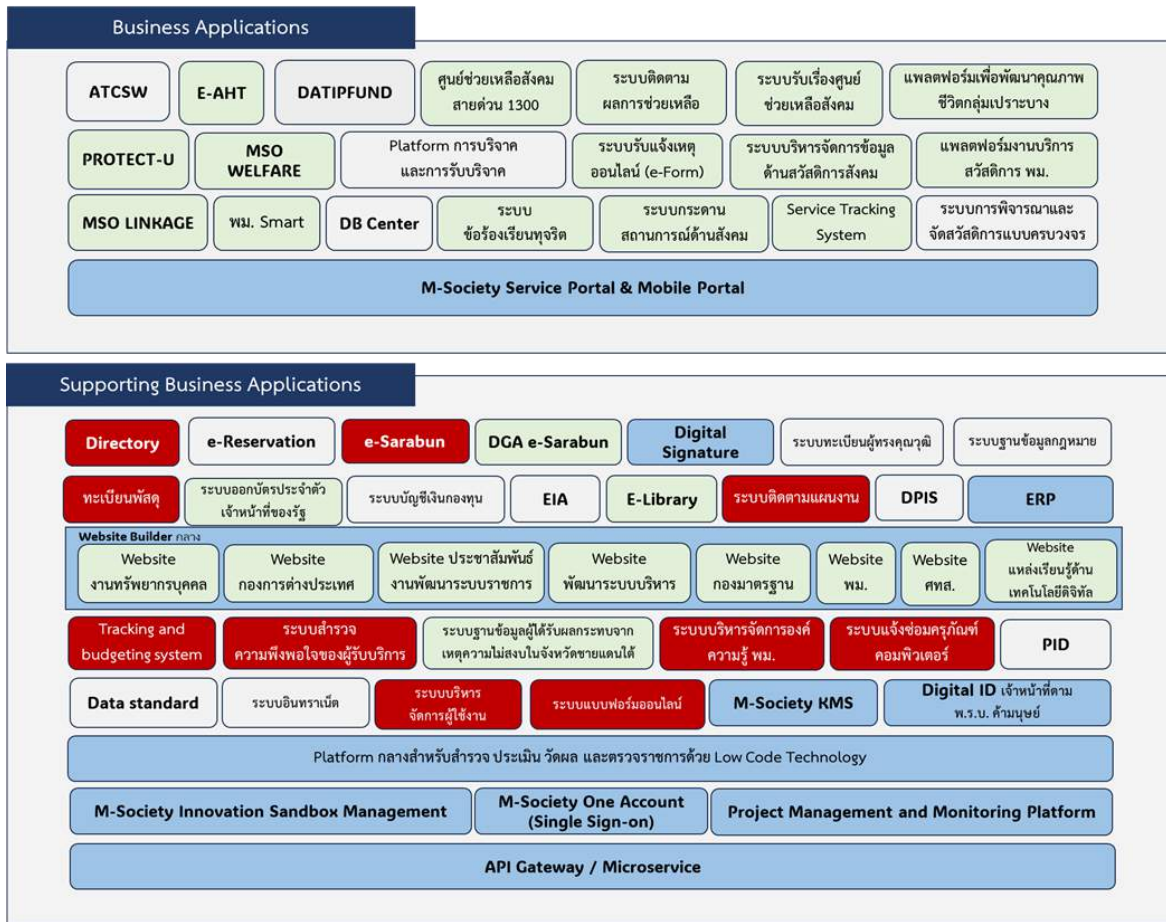 Business Applications
ATCSW
E-AHT
DATIPFUND
ศูนย์ช่วยเหลือสังคม
สายด่วน 1300
ระบบติดตาม
ผลการช่วยเหลือ
ระบบรับเรื่องศูนย์
ช่วยเหลือสังคม
แพลตฟอร์มเพื่อพัฒนาคุณภาพ
ชีวิตกลุ่มเปราะบาง
PROTECT-U
MSO
WELFARE
Platform การบริจาค
และการรับบริจาค
ระบบรับแจ้งเหตุ
ออนไลน์ (e-Form)
ระบบบริหารจัดการข้อมูล
ด้านสวัสดิการสังคม
แพลตฟอร์มงานบริการ
สวัสดิการ พม.
MSO LINKAGE
พม. Smart
DB Center
ระบบ
ข้อร้องเรียนทุจริต
ระบบกระดาน
สถานการณ์ด้านสังคม
Service Tracking
System
ระบบการพิจารณาและ
จัดสวัสดิการแบบครบวงจร
M-Society Service Portal & Mobile Portal
Supporting Business Applications
Directory
e-Reservation
e-Sarabun
DGA e-Sarabun
Digital
Signature
ระบบทะเบียนผู้ทรงคุณวุฒิ
ระบบฐานข้อมูลกฎหมาย
ทะเบียนพัสดุ
ระบบออกบัตรประจำตัว
เจ้าหน้าที่ของรัฐ
ระบบบัญชีเงินกองทุน
EIA
E-Library
ระบบติดตามแผนงาน
DPIS
ERP
Website Builder กลาง
Website
งานทรัพยากรบุคคล
Website
กองการต่างประเทศ
Website ประชาสัมพันธ์
งานพัฒนาระบบราชการ
Website
พัฒนาระบบบริหาร
Website
กองมาตรฐาน
Website
พม.
Website
ศทส.
Website
แหล่งเรียนรู้ด้าน
เทคโนโลยีดิจิทัล
Tracking and
budgeting system
ระบบสำรวจ
ความพึงพอใจของผู้รับบริการ
ระบบฐานข้อมูลผู้ได้รับผลกระทบจาก
เหตุความไม่สงบในจังหวัดชายแดนใต้
ระบบบริหารจัดการองค์
ความรู้ พม.
ระบบแจ้งซ่อมครุภัณฑ์
คอมพิวเตอร์
PID
Data standard
ระบบอินทราเน็ต
ระบบบริหาร
จัดการผู้ใช้งาน
ระบบแบบฟอร์มออนไลน์
M-Society KMS
Digital ID เจ้าหน้าที่ตาม
พ.ร.บ. ค้ามนุษย์
Platform กลางสำหรับสำรวจ ประเมิน วัดผล และตรวจราชการด้วย Low Code Technology
M-Society Innovation Sandbox Management
M-Society One Account
(Single Sign-on)
Project Management and Monitoring Platform
API Gateway / Microservice